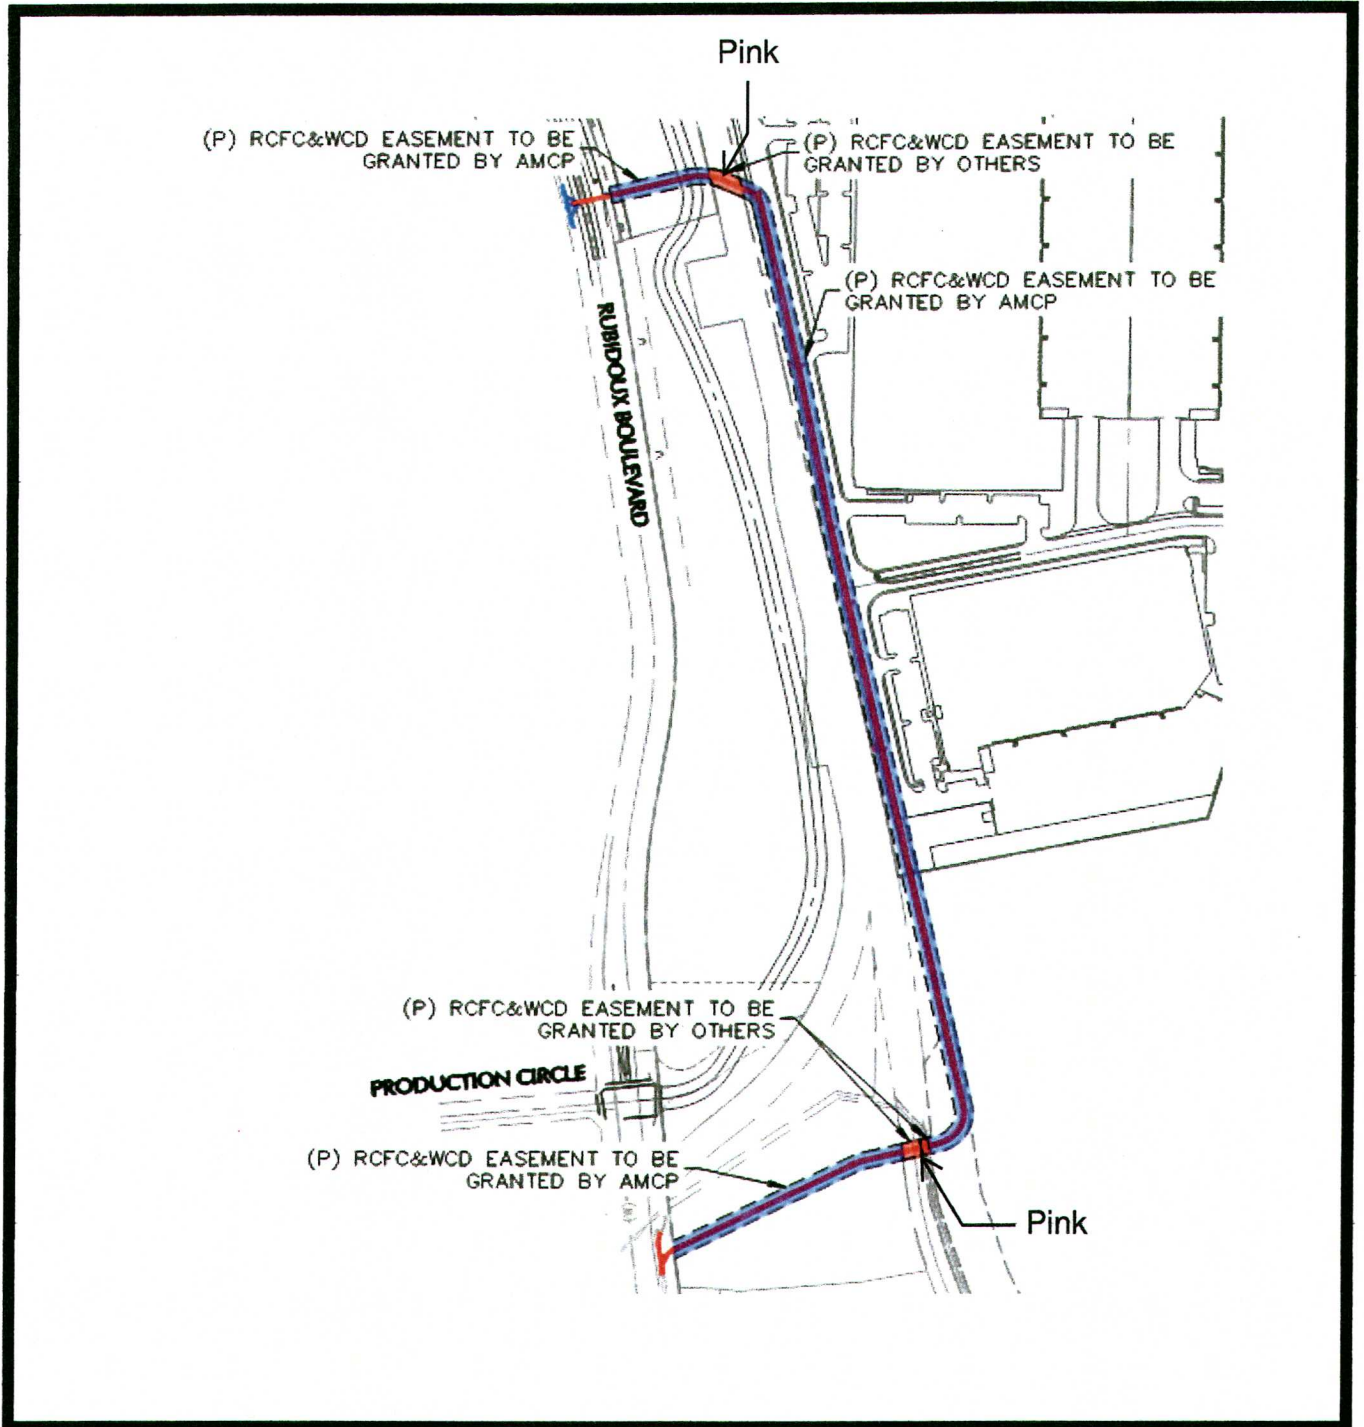 Pink
(P) RCFC&WCD EASEMENT TO BE
GRANTED BY AMCP
(P) RCFC&WCD EASEMENT TO BE
GRANTED BY OTHERS
(P) RCFC&WCD EASEMENT TO BE
GRANTED BY AMCP
RUBIDOUX BOULEVARD
(P) RCFC&WCD EASEMENT TO BE
GRANTED BY OTHERS
PRODUCTION CIRCLE
(P) RCFC&WCD EASEMENT TO BE
GRANTED BY AMCP
Pink